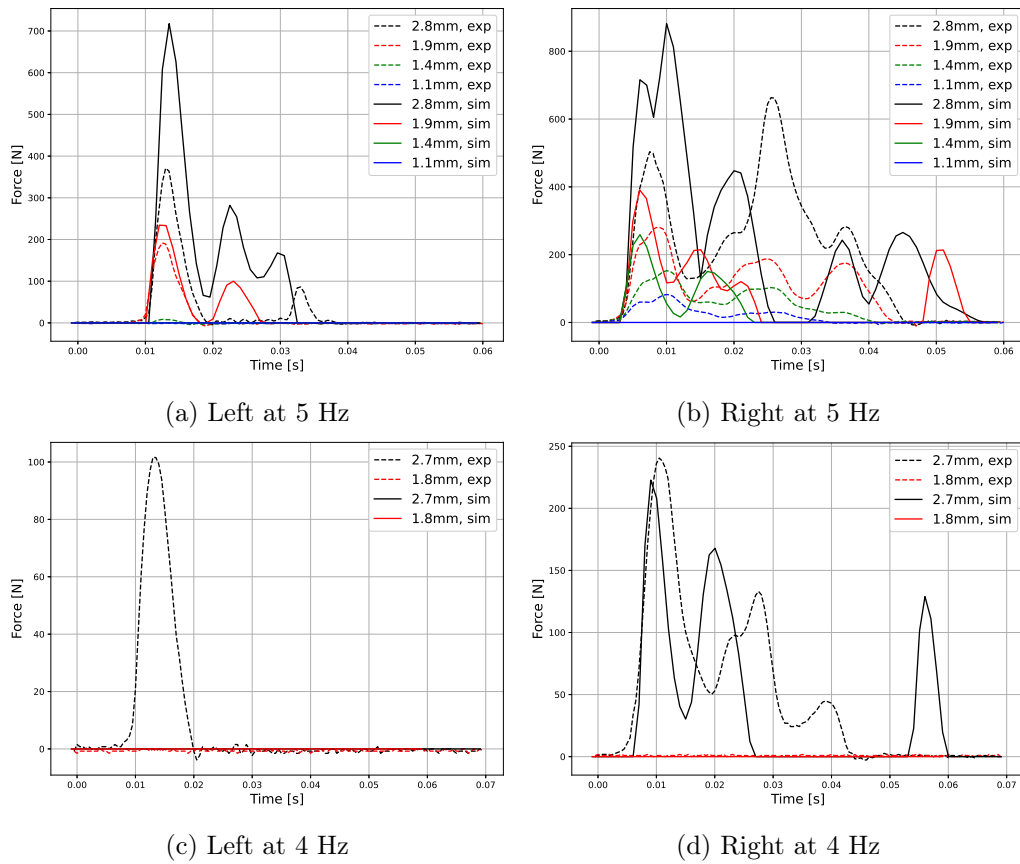 700
600
500
400
300
200
100
0
Force [N]
0.00 0.01 0.02 0.03 0.04 0.05 0.06
Time [s]
2.8mm, exp
1.9mm, exp
1.4mm, exp
1.1mm, exp
2.8mm, sim
1.9mm, sim
1.4mm, sim
1.1mm, sim
(a) Left at 5 Hz
800
600
400
200
0
Force [N]
0.00 0.01 0.02 0.03 0.04 0.05 0.06
Time [s]
2.8mm, exp
1.9mm, exp
1.4mm, exp
1.1mm, exp
2.8mm, sim
1.9mm, sim
1.4mm, sim
1.1mm, sim
(b) Right at 5 Hz
100
80
60
40
20
0
Force [N]
0.00 0.01 0.02 0.03 0.04 0.05 0.06 0.07
Time [s]
2.7mm, exp
1.8mm, exp
2.7mm, sim
1.8mm, sim
(c) Left at 4 Hz
250
200
150
100
50
0
Force [N]
0.00 0.01 0.02 0.03 0.04 0.05 0.06 0.07
Time [s]
2.7mm, exp
1.8mm, exp
2.7mm, sim
1.8mm, sim
(d) Right at 4 Hz